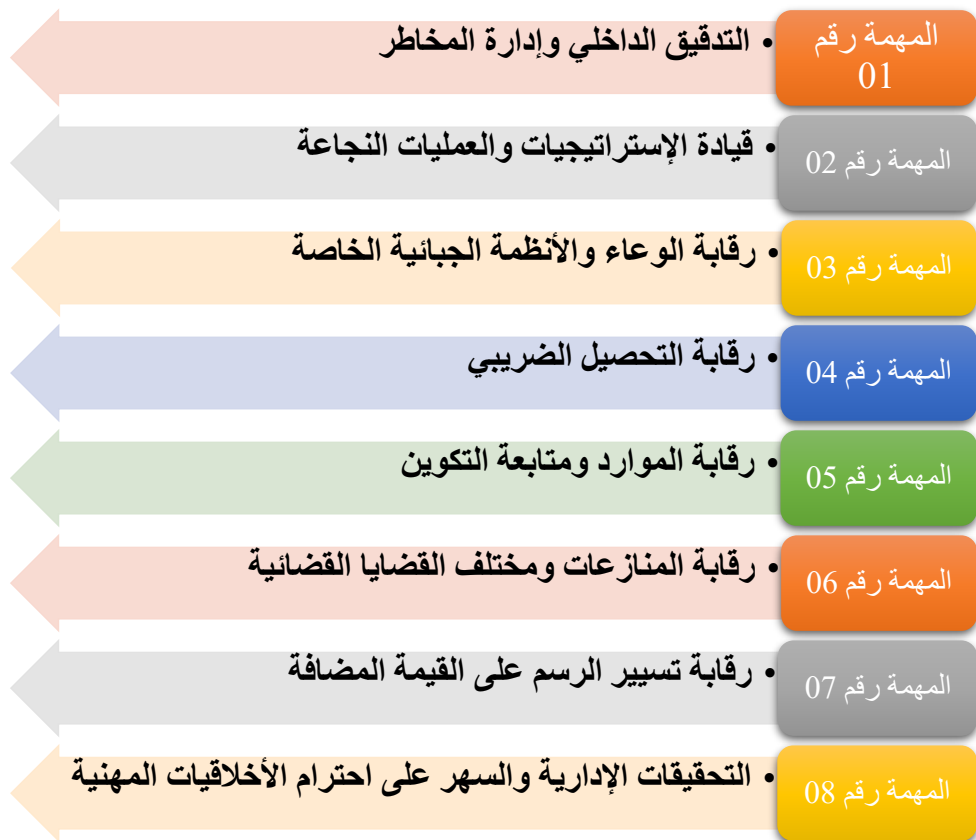 المهمة رقم
01
• التدقيق الداخلي وإدارة المخاطر
المهمة رقم 02
• قيادة الإستراتيجيات والعمليات النجاعة
المهمة رقم 03
• رقابة الوعاء والأنظمة الجبائية الخاصة
المهمة رقم 04
• رقابة التحصيل الضريبي
المهمة رقم 05
• رقابة الموارد ومتابعة التكوين
المهمة رقم 06
• رقابة المنازعات ومختلف القضايا القضائية
المهمة رقم 07
• رقابة تسيير الرسم على القيمة المضافة
المهمة رقم 08
• التحقيقات الإدارية والسهر على احترام الأخلاقيات المهنية